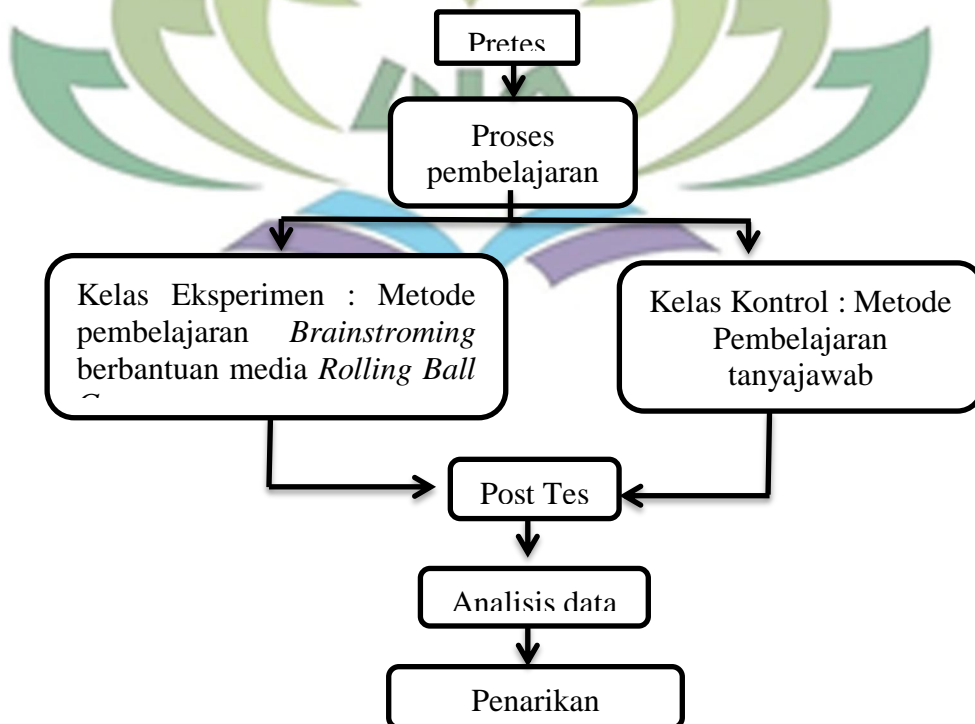 Pretes
Proses
pembelajaran
Kelas Eksperimen : Metode
pembelajaran Brainstroming
berbantuan media Rolling Ball
Kelas Kontrol : Metode
Pembelajaran
tanyajawab
Post Tes
Analisis data
Penarikan